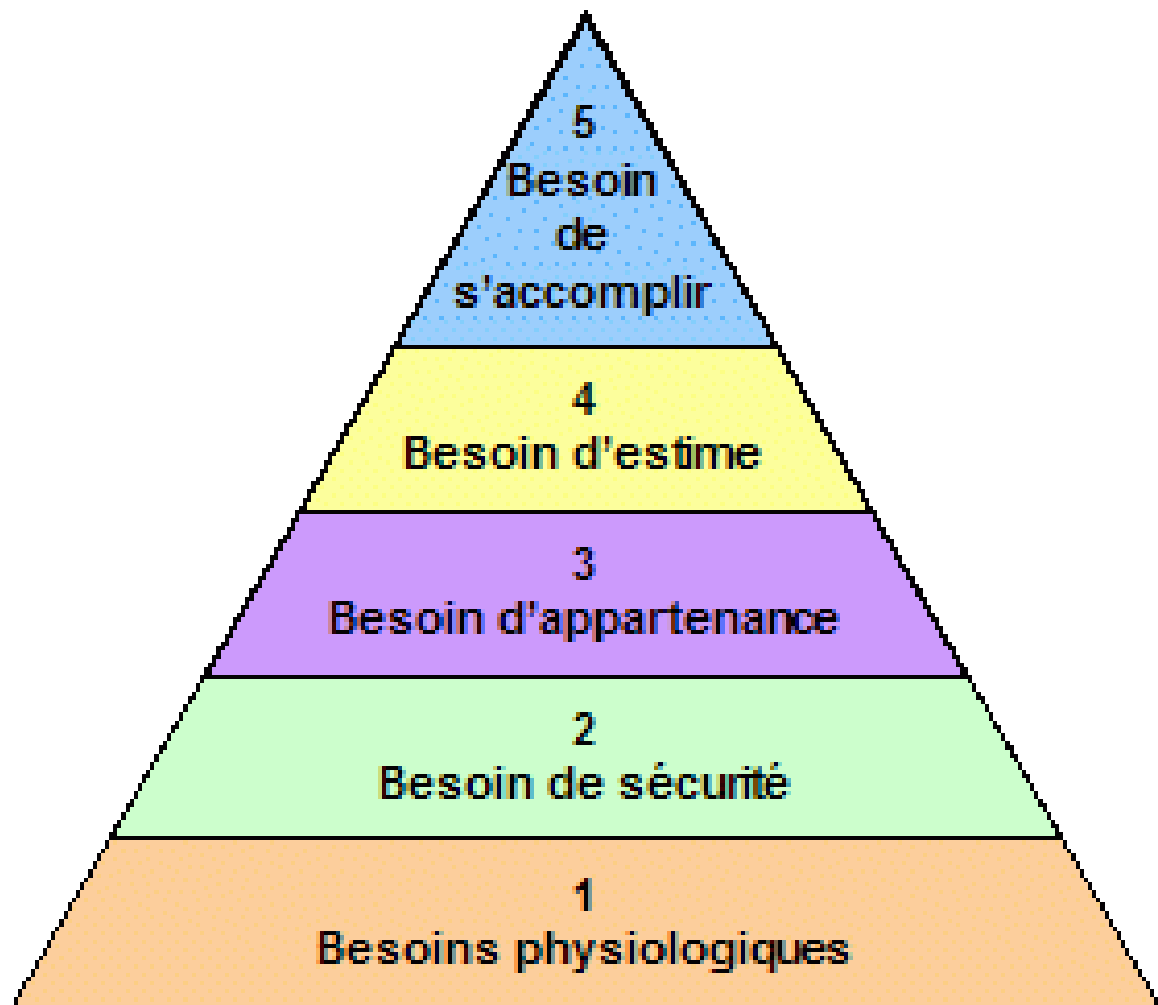 5
Besoin
de
s'accomplir
4
Besoin d'estime
3
Besoin d'appartenance
2
Besoin de sécurité
1
Besoins physiologiques